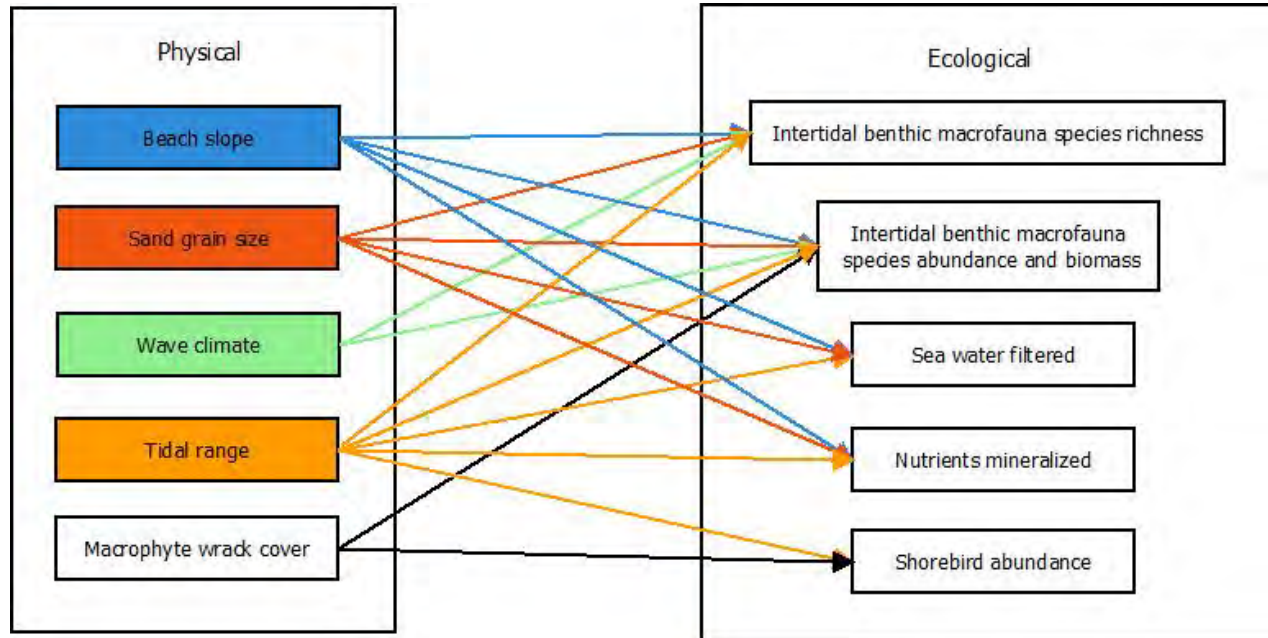 Physical
Beach slope
Sand grain size
Wave climate
Tidal range
Macrophyte wrack cover
Ecological
Intertidal benthic macrofauna species richness
Intertidal benthic macrofauna
species abundance and biomass
Sea water filtered
Nutrients mineralized
Shorebird abundance